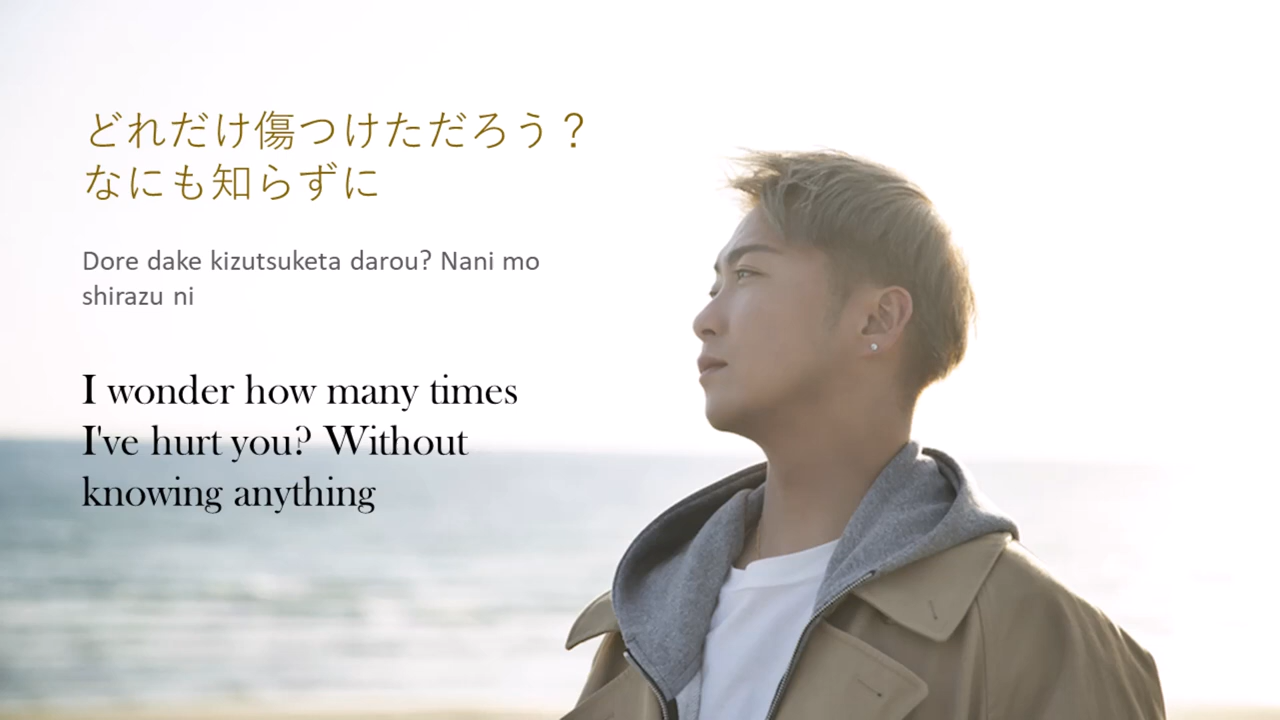 どれだけ傷つけただろう？
なにも知らずに
Dore dake kizutsuketa darou? Nani mo
shirazu ni
I wonder how many times
I've hurt you? Without
knowing anything